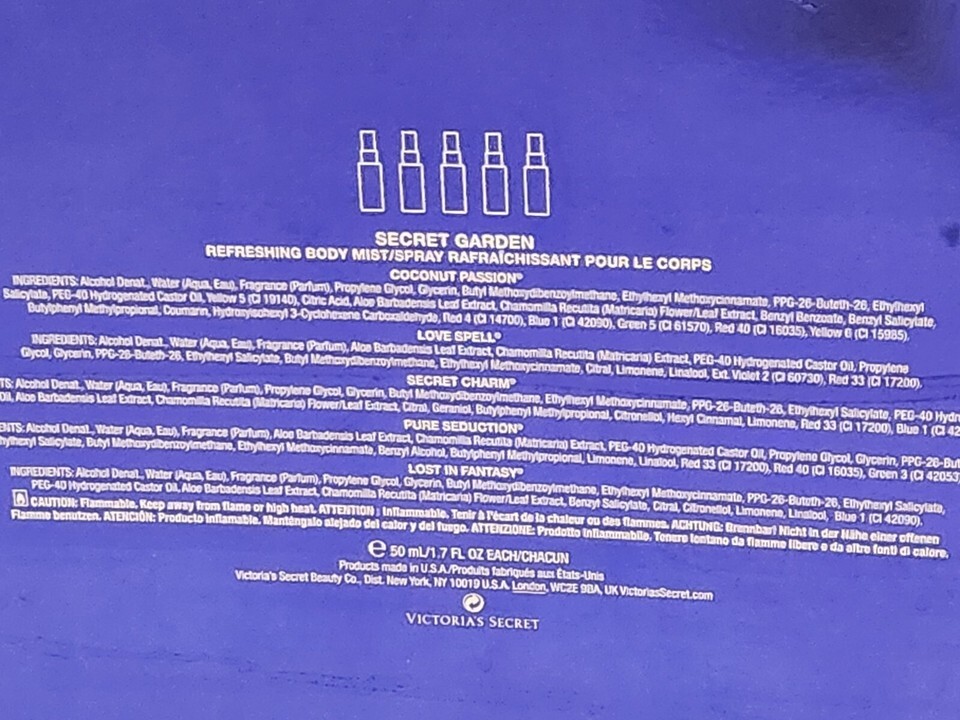 SECRET GARDEN
REFRESHING BODY MIST/SPRAY RAFRAÎCHISSANT POUR LE CORPS
COCONUT PASSION®
INGREDIENTS: Alcohol Denat., Water (Aqua, Eau), Fragrance (Parfum), Propylene Glycol, Glycerin, Butyl Methoxydibenzoylmethane, Ethylhexyl Methoxycinnamate, PPG-26-Buteth-26, Ethylhexyl
Salicylate, PEG-40 Hydrogenated Castor Oil, Yellow 5 (CI 19140), Citric Acid, Aloe Barbadensis Leaf Extract, Chamomilla Recutita (Matricaria) Flower/Leaf Extract, Benzyl Benzoate, Benzyl Salicylate,
Butylphenyl Methylpropional, Coumarin, Hydroxyisohexyl 3-Cyclohexene Carboxaldehyde, Red 4 (CI 14700), Blue 1 (CI 42090), Green 5 (CI 61570), Red 40 (CI 16035), Yellow 6 (CI 15985).
LOVE SPELL®
INGREDIENTS: Alcohol Denat., Water (Aqua, Eau), Fragrance (Parfum), Aloe Barbadensis Leaf Extract, Chamomilla Recutita (Matricaria) Extract, PEG-40 Hydrogenated Castor Oil, Propylene
Glycol, Glycerin, PPG-26-Buteth-26, Ethylhexyl Salicylate, Butyl Methoxydibenzoylmethane, Ethylhexyl Methoxycinnamate, Citral, Limonene, Linalool, Ext. Violet 2 (CI 60730), Red 33 (CI 17200).
SECRET CHARM®
TS: Alcohol Denat., Water (Aqua, Eau), Fragrance (Parfum), Propylene Glycol, Glycerin, Butyl Methoxydibenzoylmethane, Ethylhexyl Methoxycinnamate, PPG-26-Buteth-26, Ethylhexyl Salicylate, PEG-40 Hydr
Oil, Aloe Barbadensis Leaf Extract, Chamomilla Recutita (Matricaria) Flower/Leaf Extract, Citral, Geraniol, Butylphenyl Methylpropional, Citronellol, Hexyl Cinnamal, Limonene, Red 33 (CI 17200), Blue 1 (CI 42
PURE SEDUCTION®
ENTS: Alcohol Denat., Water (Aqua, Eau), Fragrance (Parfum), Aloe Barbadensis Leaf Extract, Chamomilla Recutita (Matricaria) Extract, PEG-40 Hydrogenated Castor Oil, Propylene Glycol, Glycerin, PPG-26-But
hylhexyl Salicylate, Butyl Methoxydibenzoylmethane, Ethylhexyl Methoxycinnamate, Benzyl Alcohol, Butylphenyl Methylpropional, Limonene, Linalool, Red 33 (CI 17200), Red 40 (CI 16035), Green 3 (CI 42053)
LOST IN FANTASY®
INGREDIENTS: Alcohol Denat., Water (Aqua, Eau), Fragrance (Parfum), Propylene Glycol, Glycerin, Butyl Methoxydibenzoylmethane, Ethylhexyl Methoxycinnamate, PPG-26-Buteth-26, Ethylhexyl Salicylate,
PEG-40 Hydrogenated Castor Oil, Aloe Barbadensis Leaf Extract, Chamomilla Recutita (Matricaria) Flower/Leaf Extract, Benzyl Salicylate, Citral, Citronellol, Limonene, Linalool, Blue 1 (CI 42090).
CAUTION: Flammable. Keep away from flame or high heat. ATTENTION : Inflammable. Tenir à l'écart de la chaleur ou des flammes. ACHTUNG: Brennbar! Nicht in der Nähe einer offenen
Flamme benutzen. ATENCIÓN: Producto inflamable. Manténgalo alejado del calor y del fuego. ATTENZIONE: Prodotto infiammabile. Tenere lontano da fiamme libere o da altre fonti di calore.
℮ 50 mL/1.7 FL OZ EACH/CHACUN
Products made in U.S.A./Produits fabriqués aux États-Unis
Victoria's Secret Beauty Co., Dist. New York, NY 10019 U.S.A. London, WC2E 9BA, UK VictoriasSecret.com
VICTORIA'S SECRET